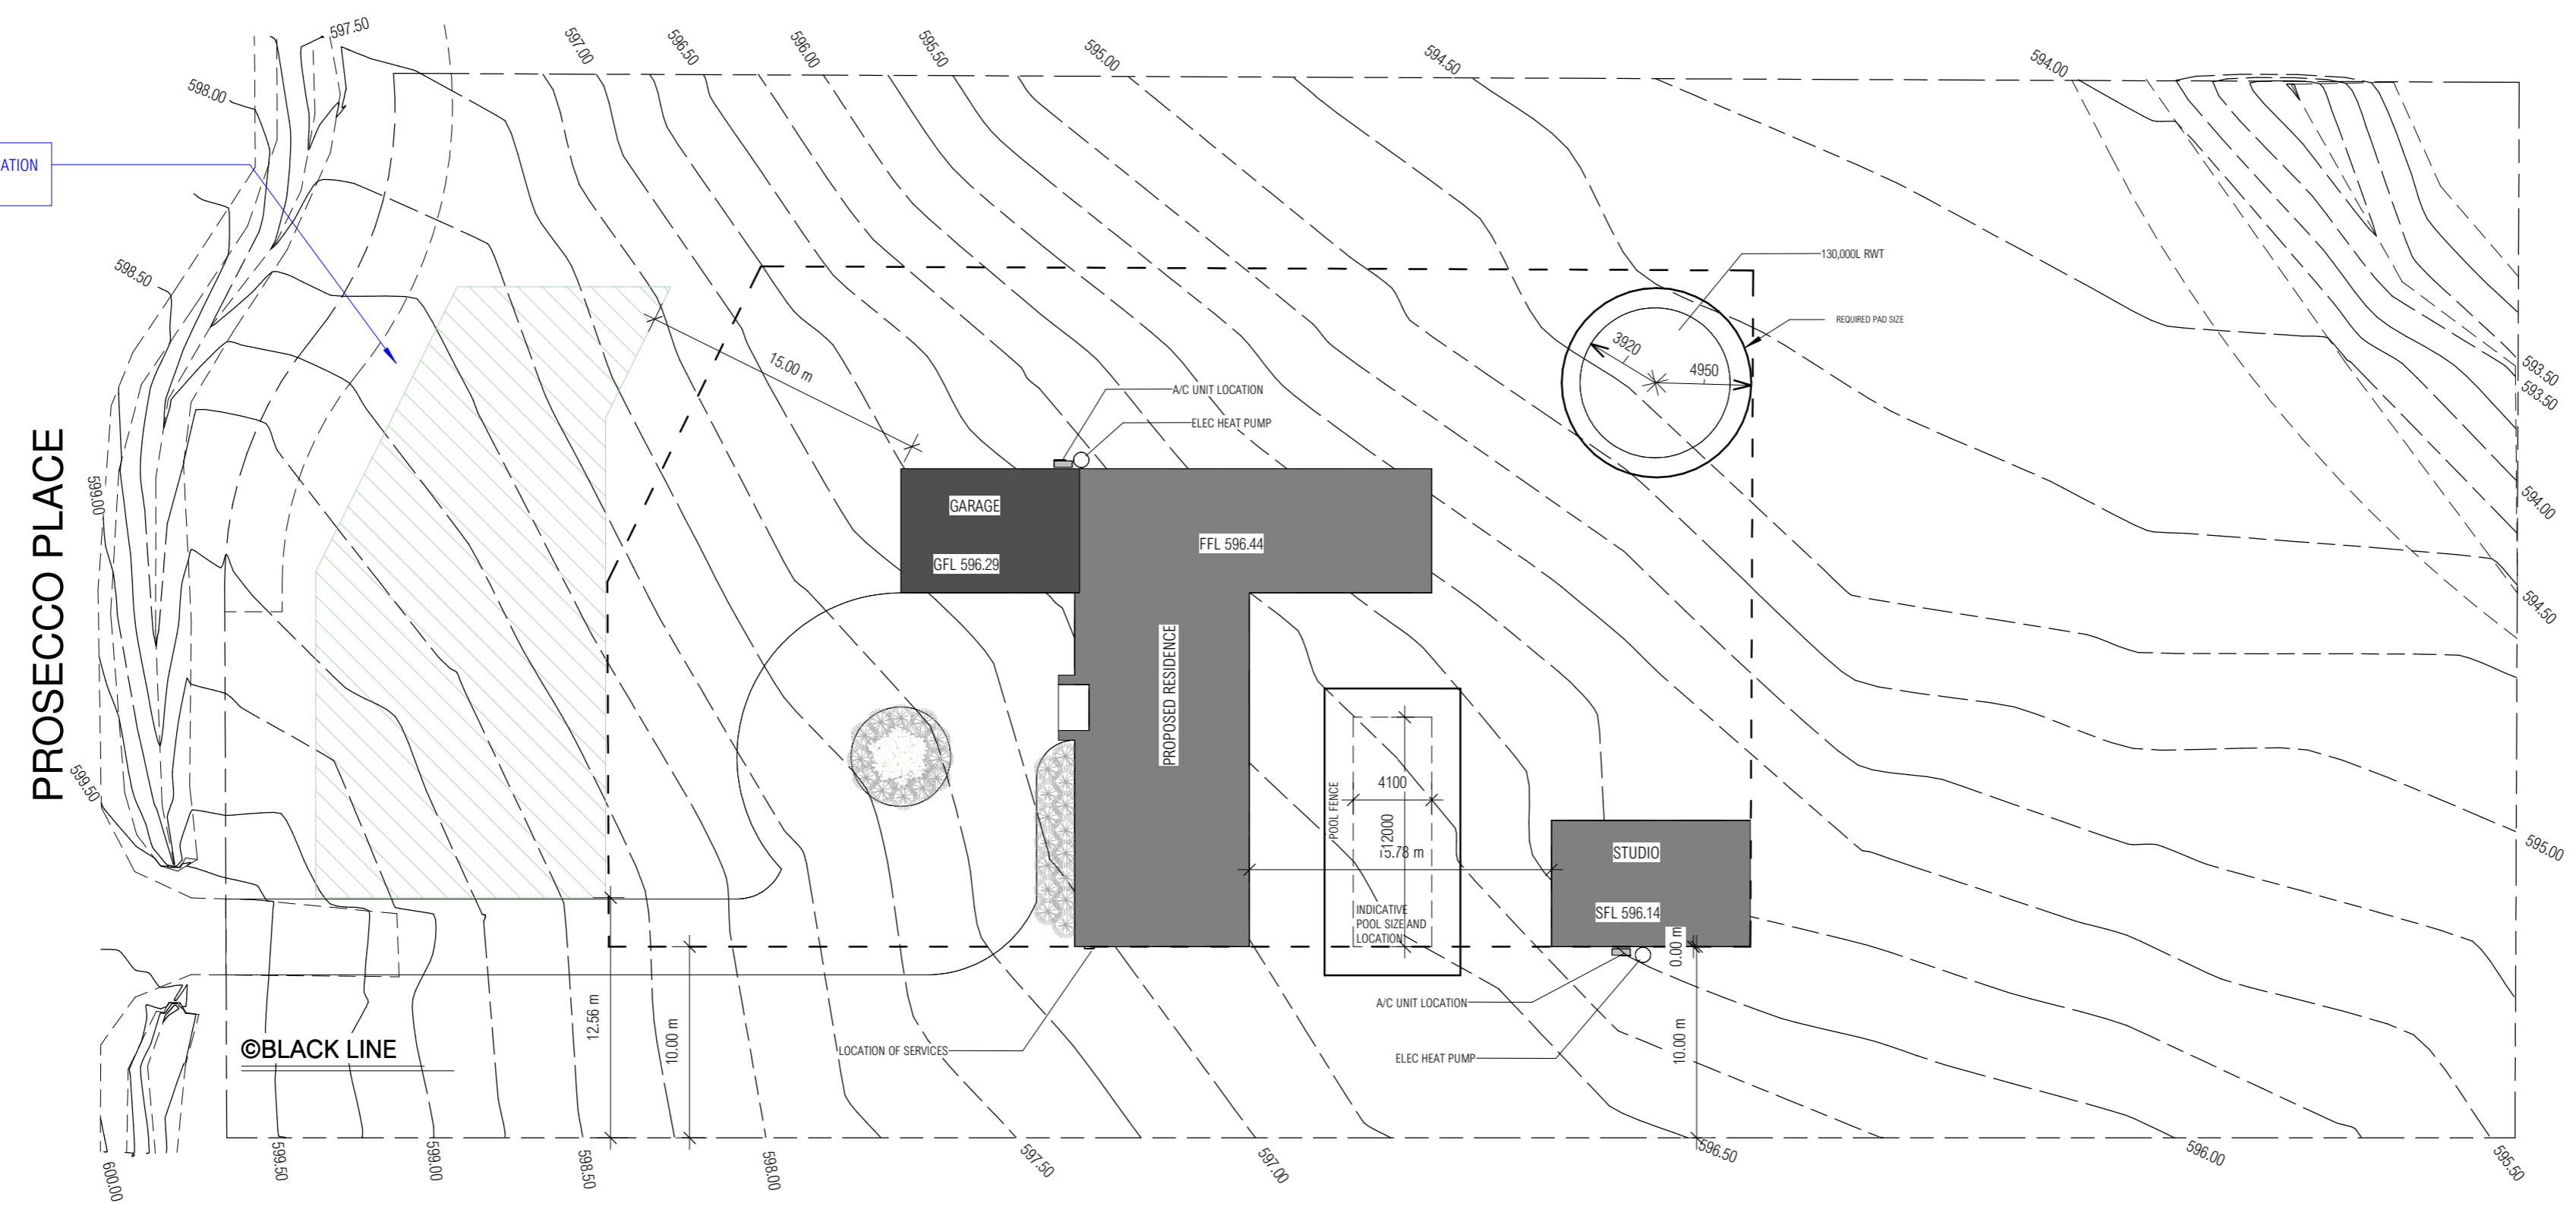 597.50
597.00
596.50
596.00
595.50
595.00
594.50
594.00
598.00
ATION
598.50
130,000L RWT
REQUIRED PAD SIZE
3920
4950
15.00 m
A/C UNIT LOCATION
ELEC HEAT PUMP
593.50
593.50
PROSECCO PLACE
599.00
GARAGE
GFL 596.29
FFL 596.44
594.00
594.50
PROPOSED RESIDENCE
599.50
POOL FENCE
4100
12000
15.78 m
INDICATIVE
POOL SIZE AND
LOCATION
STUDIO
SFL 596.14
0.00 m
595.00
A/C UNIT LOCATION
ELEC HEAT PUMP
10.00 m
12.56 m
10.00 m
LOCATION OF SERVICES
©BLACK LINE
600.00
599.50
599.00
598.50
598.00
597.50
597.00
596.50
596.00
595.50